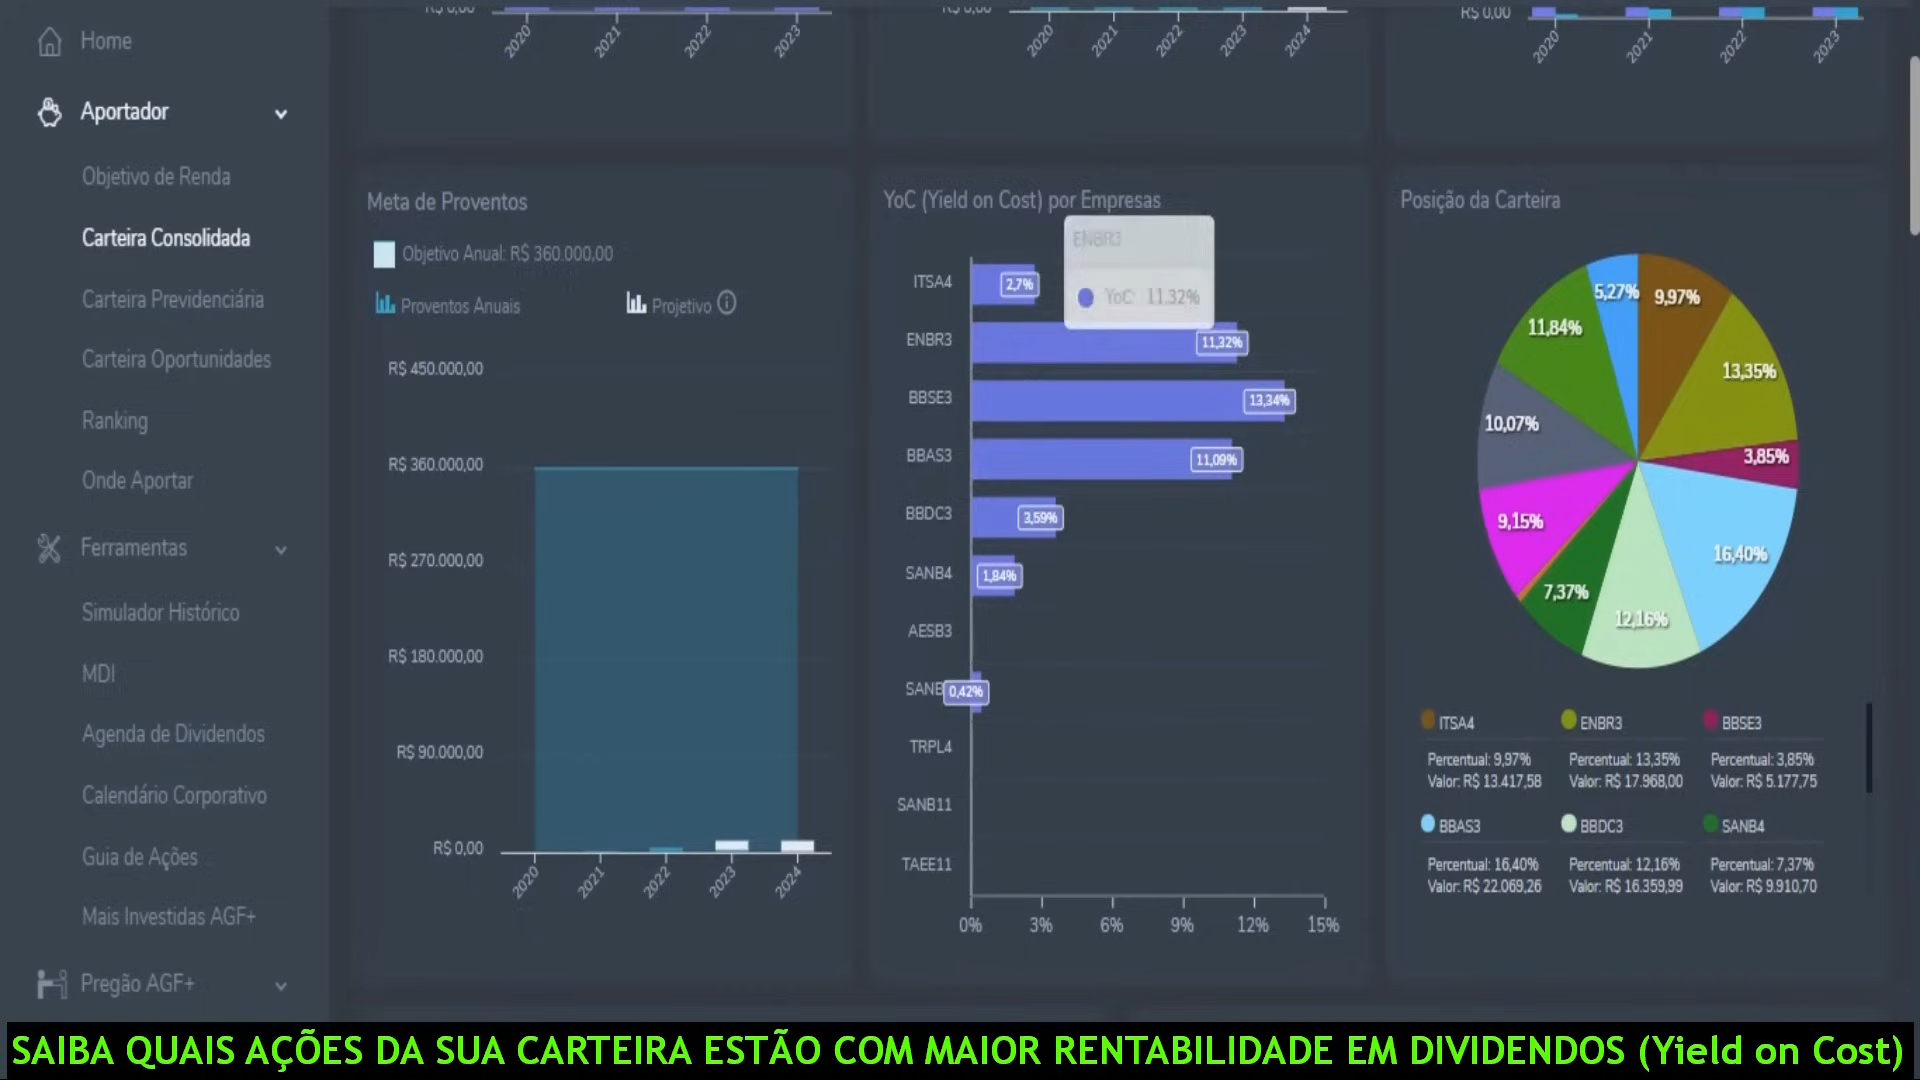 Home
Aportador
Objetivo de Renda
Carteira Consolidada
Carteira Previdenciária
Carteira Oportunidades
Ranking
Onde Aportar
Ferramentas
Simulador Histórico
MDI
Agenda de Dividendos
Calendário Corporativo
Guia de Ações
Mais Investidas AGF+
Pregão AGF+
2020
2021
2022
2023
2020
2021
2022
2023
2024
R$ 0,00
2020
2021
2022
2023
Meta de Proventos
Objetivo Anual: R$ 360.000,00
Proventos Anuais
Projetivo
R$ 450.000,00
R$ 360.000,00
R$ 270.000,00
R$ 180.000,00
R$ 90.000,00
R$ 0,00
2020
2021
2022
2023
2024
YoC (Yield on Cost) por Empresas
ENBR3
YoC: 11.32%
ITSA4 2,7%
ENBR3 11,32%
BBSE3 13,34%
BBAS3 11,09%
BBDC3 3,59%
SANB4 1,84%
AESB3
SANB 0,42%
TRPL4
SANB11
TAEE11
0% 3% 6% 9% 12% 15%
Posição da Carteira
5,27%
9,97%
11,84%
13,35%
10,07%
3,85%
9,15%
16,40%
7,37%
12,16%
ITSA4
Percentual: 9,97%
Valor: R$ 13.417,58
ENBR3
Percentual: 13,35%
Valor: R$ 17.968,00
BBSE3
Percentual: 3,85%
Valor: R$ 5.177,75
BBAS3
Percentual: 16,40%
Valor: R$ 22.069,26
BBDC3
Percentual: 12,16%
Valor: R$ 16.359,99
SANB4
Percentual: 7,37%
Valor: R$ 9.910,70
SAIBA QUAIS AÇÕES DA SUA CARTEIRA ESTÃO COM MAIOR RENTABILIDADE EM DIVIDENDOS (Yield on Cost)